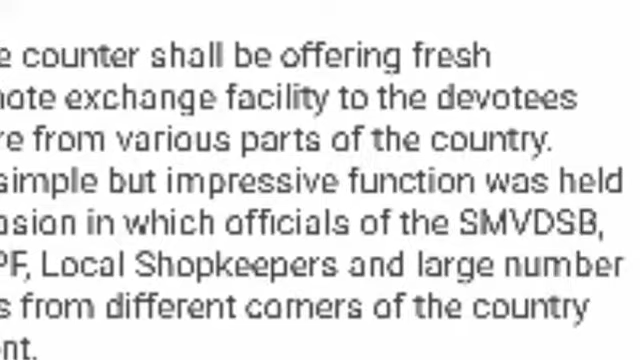 e counter shall be offering fresh
note exchange facility to the devotees
re from various parts of the country.
simple but impressive function was held
asion in which officials of the SMVDSB,
PF, Local Shopkeepers and large number
s from different corners of the country
ent.